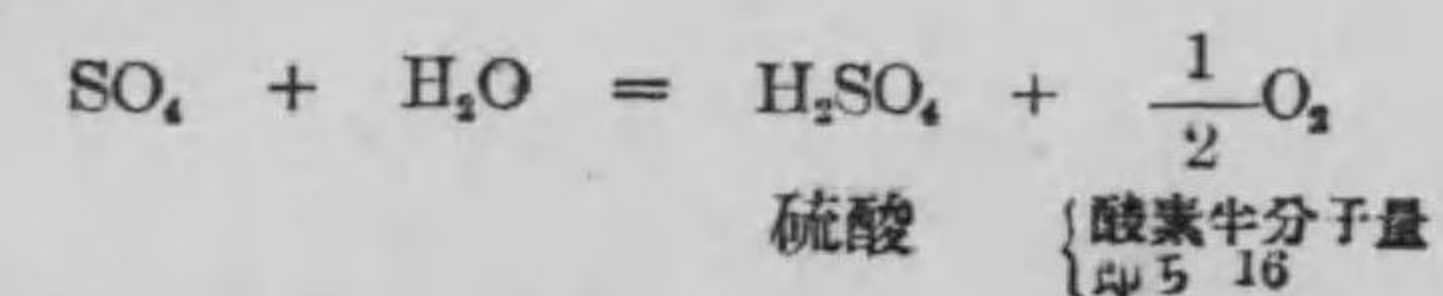 SO₄ + H₂O = H₂SO₄ + 1/2 O₂
硫酸 {酸素半分子量
即ち 16